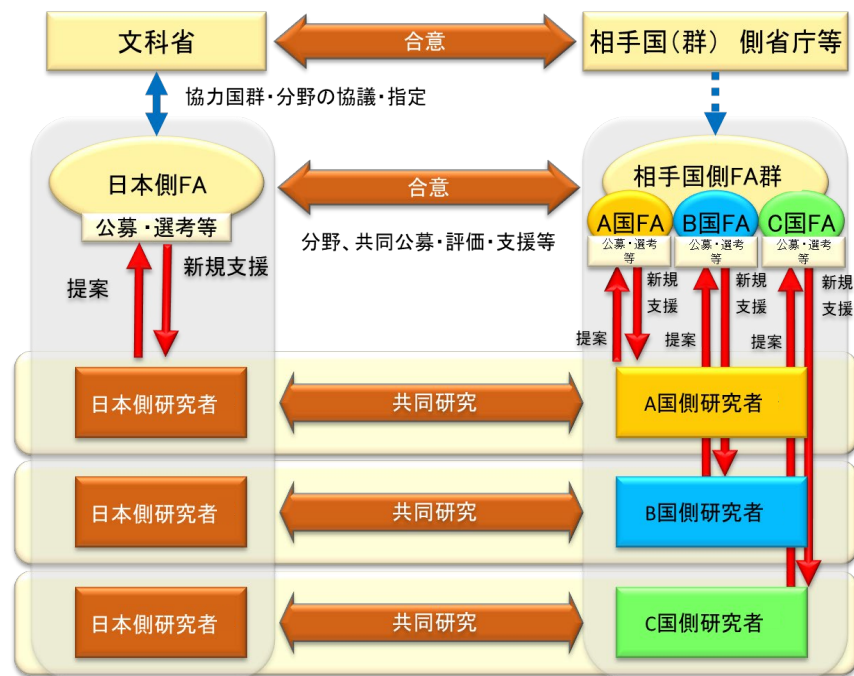 文科省
合意
相手国（群） 側省庁等
協力国群・分野の協議・指定
日本側FA
公募・選考等
合意
分野、共同公募・評価・支援等
相手国側FA群
A国FA
B国FA
C国FA
公募・選考
等
公募・選考
等
公募・選考
等
提案
新規支援
提案
新規
支援
提案
新規
支援
提案
新規
支援
日本側研究者
共同研究
A国側研究者
日本側研究者
共同研究
B国側研究者
日本側研究者
共同研究
C国側研究者